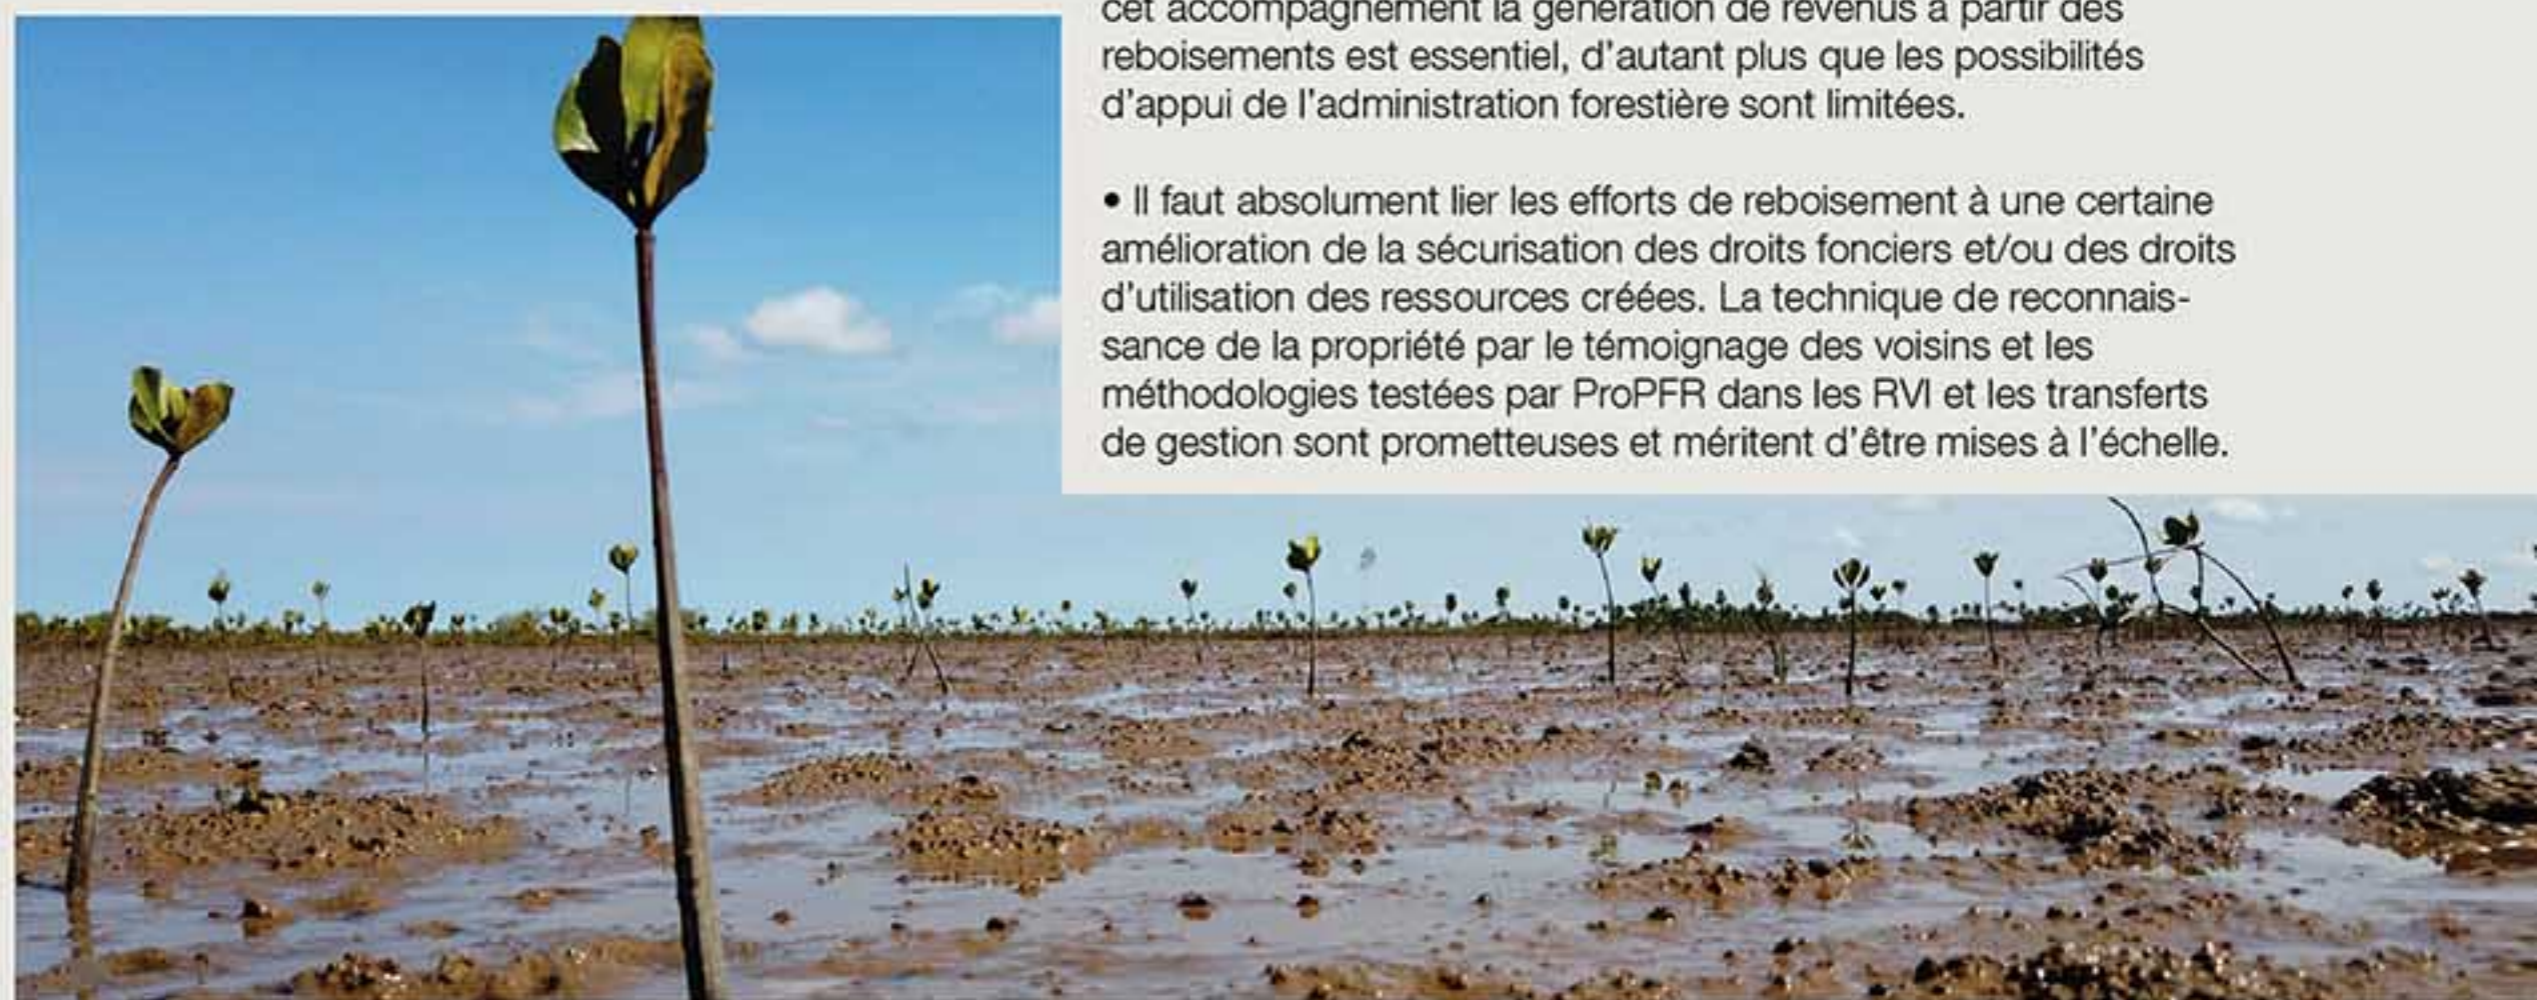 cet accompagnement la génération de revenus à partir des
reboisements est essentiel, d'autant plus que les possibilités
d'appui de l'administration forestière sont limitées.
• Il faut absolument lier les efforts de reboisement à une certaine
amélioration de la sécurisation des droits fonciers et/ou des droits
d'utilisation des ressources créées. La technique de reconnais-
sance de la propriété par le témoignage des voisins et les
méthodologies testées par ProPFR dans les RVI et les transferts
de gestion sont prometteuses et méritent d'être mises à l'échelle.